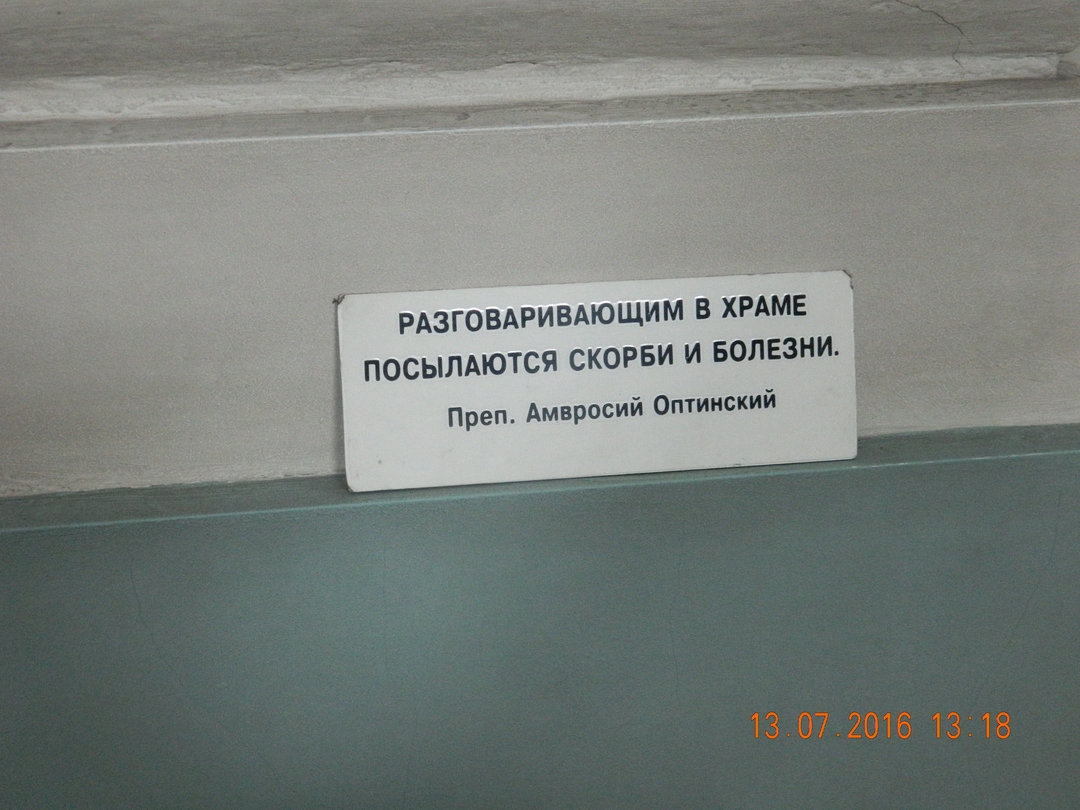 РАЗГОВАРИВАЮЩИМ В ХРАМЕ
ПОСЫЛАЮТСЯ СКОРБИ И БОЛЕЗНИ.
Преп. Амвросий Оптинский
13.07.2016 13:18